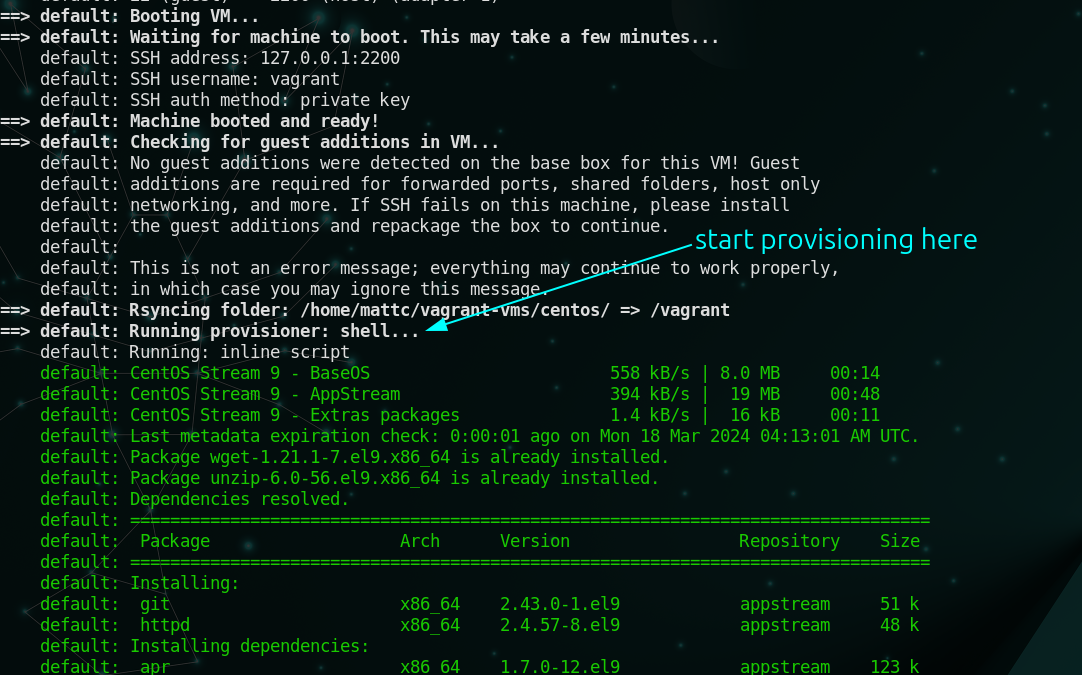 ==> default: Booting VM...
==> default: Waiting for machine to boot. This may take a few minutes...
default: SSH address: 127.0.0.1:2200
default: SSH username: vagrant
default: SSH auth method: private key
==> default: Machine booted and ready!
==> default: Checking for guest additions in VM...
default: No guest additions were detected on the base box for this VM! Guest
default: additions are required for forwarded ports, shared folders, host only
default: networking, and more. If SSH fails on this machine, please install
default: the guest additions and repackage the box to continue.
start provisioning here
default:
default: This is not an error message; everything may continue to work properly,
default: in which case you may ignore this message.
==> default: Rsyncing folder: /home/mattc/vagrant-vms/centos/ => /vagrant
==> default: Running provisioner: shell...
default: Running: inline script
default: CentOS Stream 9 - BaseOS 558 kB/s | 8.0 MB 00:14
default: CentOS Stream 9 - AppStream 394 kB/s | 19 MB 00:48
default: CentOS Stream 9 - Extras packages 1.4 kB/s | 16 kB 00:11
default: Last metadata expiration check: 0:00:01 ago on Mon 18 Mar 2024 04:13:01 AM UTC.
default: Package wget-1.21.1-7.el9.x86_64 is already installed.
default: Package unzip-6.0-56.el9.x86_64 is already installed.
default: Dependencies resolved.
default: ================================================================================
default: Package Arch Version Repository Size
default: ================================================================================
default: Installing:
default: git x86_64 2.43.0-1.el9 appstream 51 k
default: httpd x86_64 2.4.57-8.el9 appstream 48 k
default: Installing dependencies:
default: apr x86_64 1.7.0-12.el9 appstream 123 k